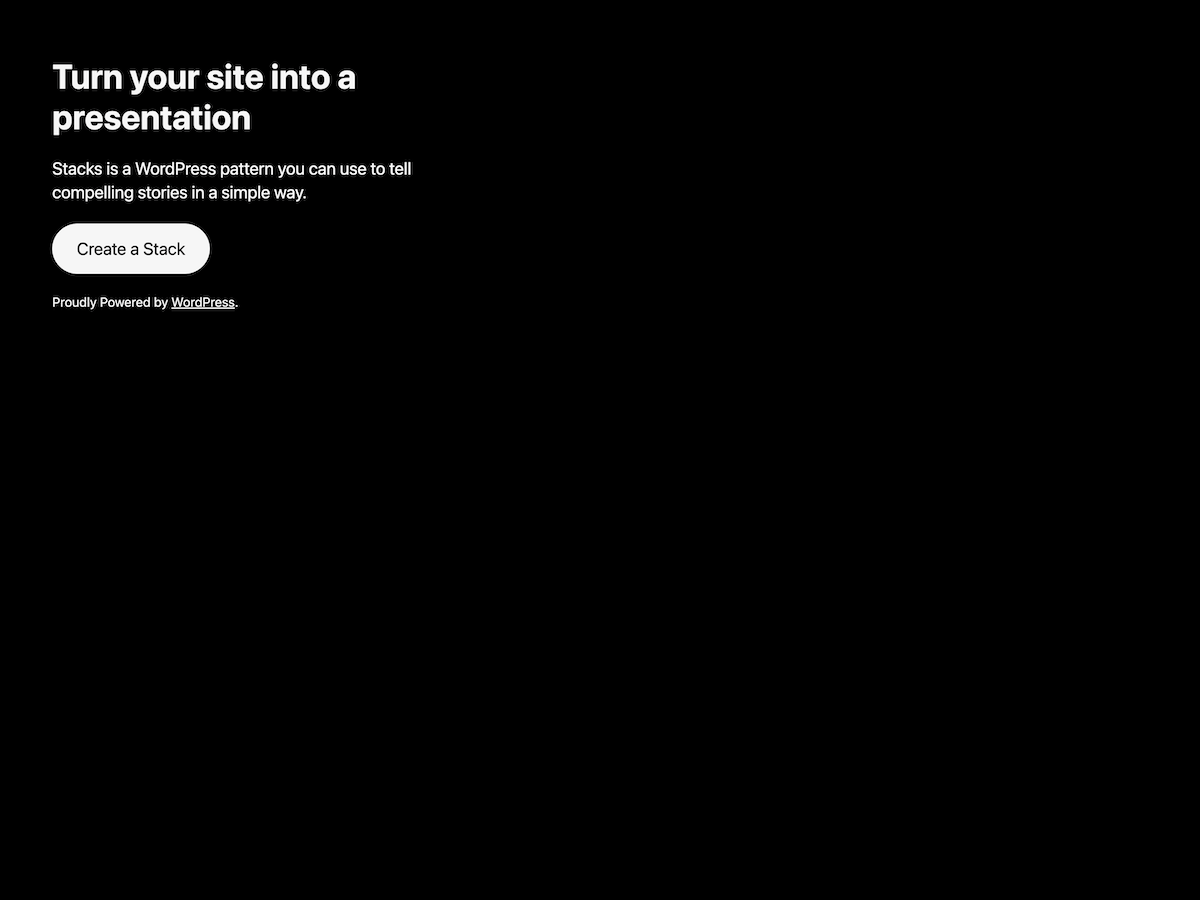 Turn your site into a
presentation
Stacks is a WordPress pattern you can use to tell
compelling stories in a simple way.
Create a Stack
Proudly Powered by WordPress.